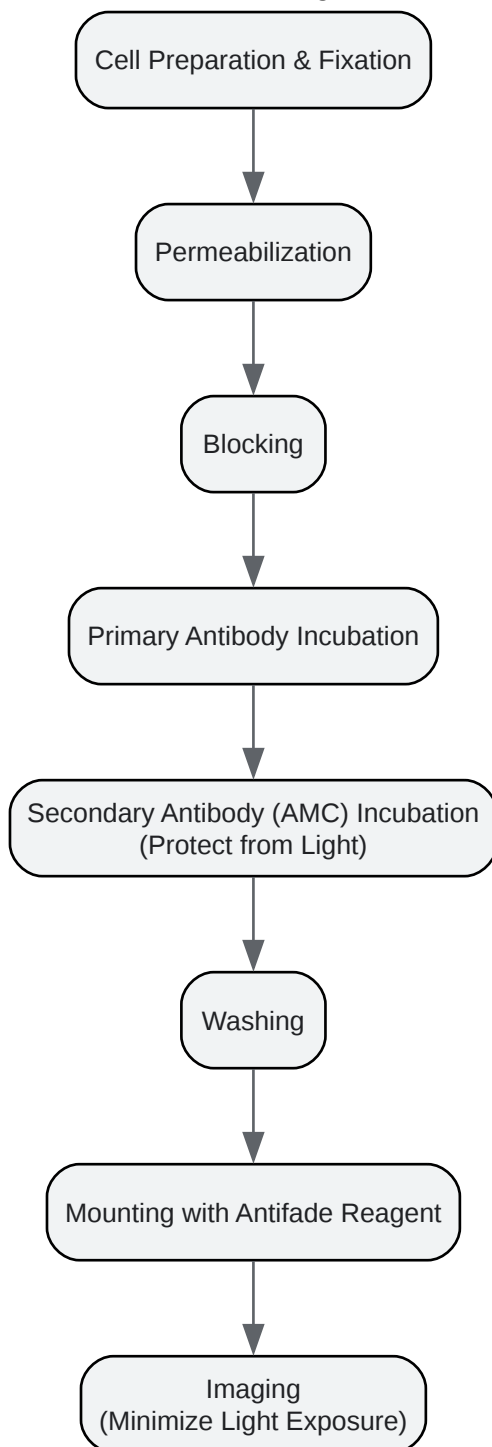 Cell Preparation & Fixation
Permeabilization
Blocking
Primary Antibody Incubation
Secondary Antibody (AMC) Incubation
(Protect from Light)
Washing
Mounting with Antifade Reagent
Imaging
(Minimize Light Exposure)